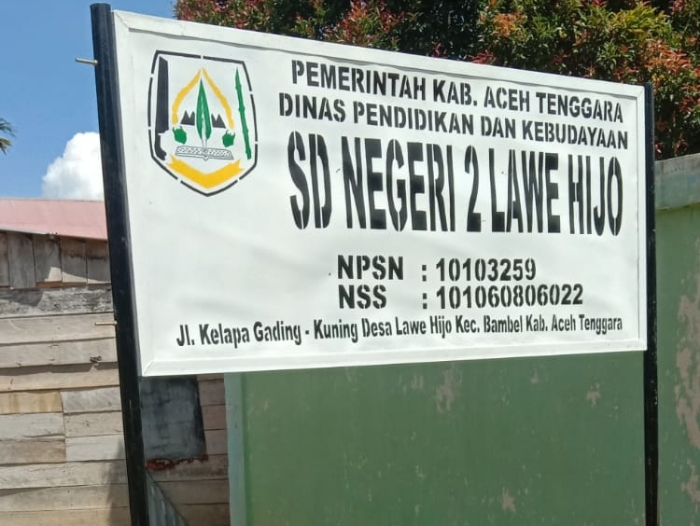 PEMERINTAH KAB. ACEH TENGGARA
DINAS PENDIDIKAN DAN KEBUDAYAAN
SD NEGERI 2 LAWE HIJO
NPSN : 10103259
NSS : 101060806022
Jl. Kelapa Gading - Kuning Desa Lawe Hijo Kec. Bambel Kab. Aceh Tenggara